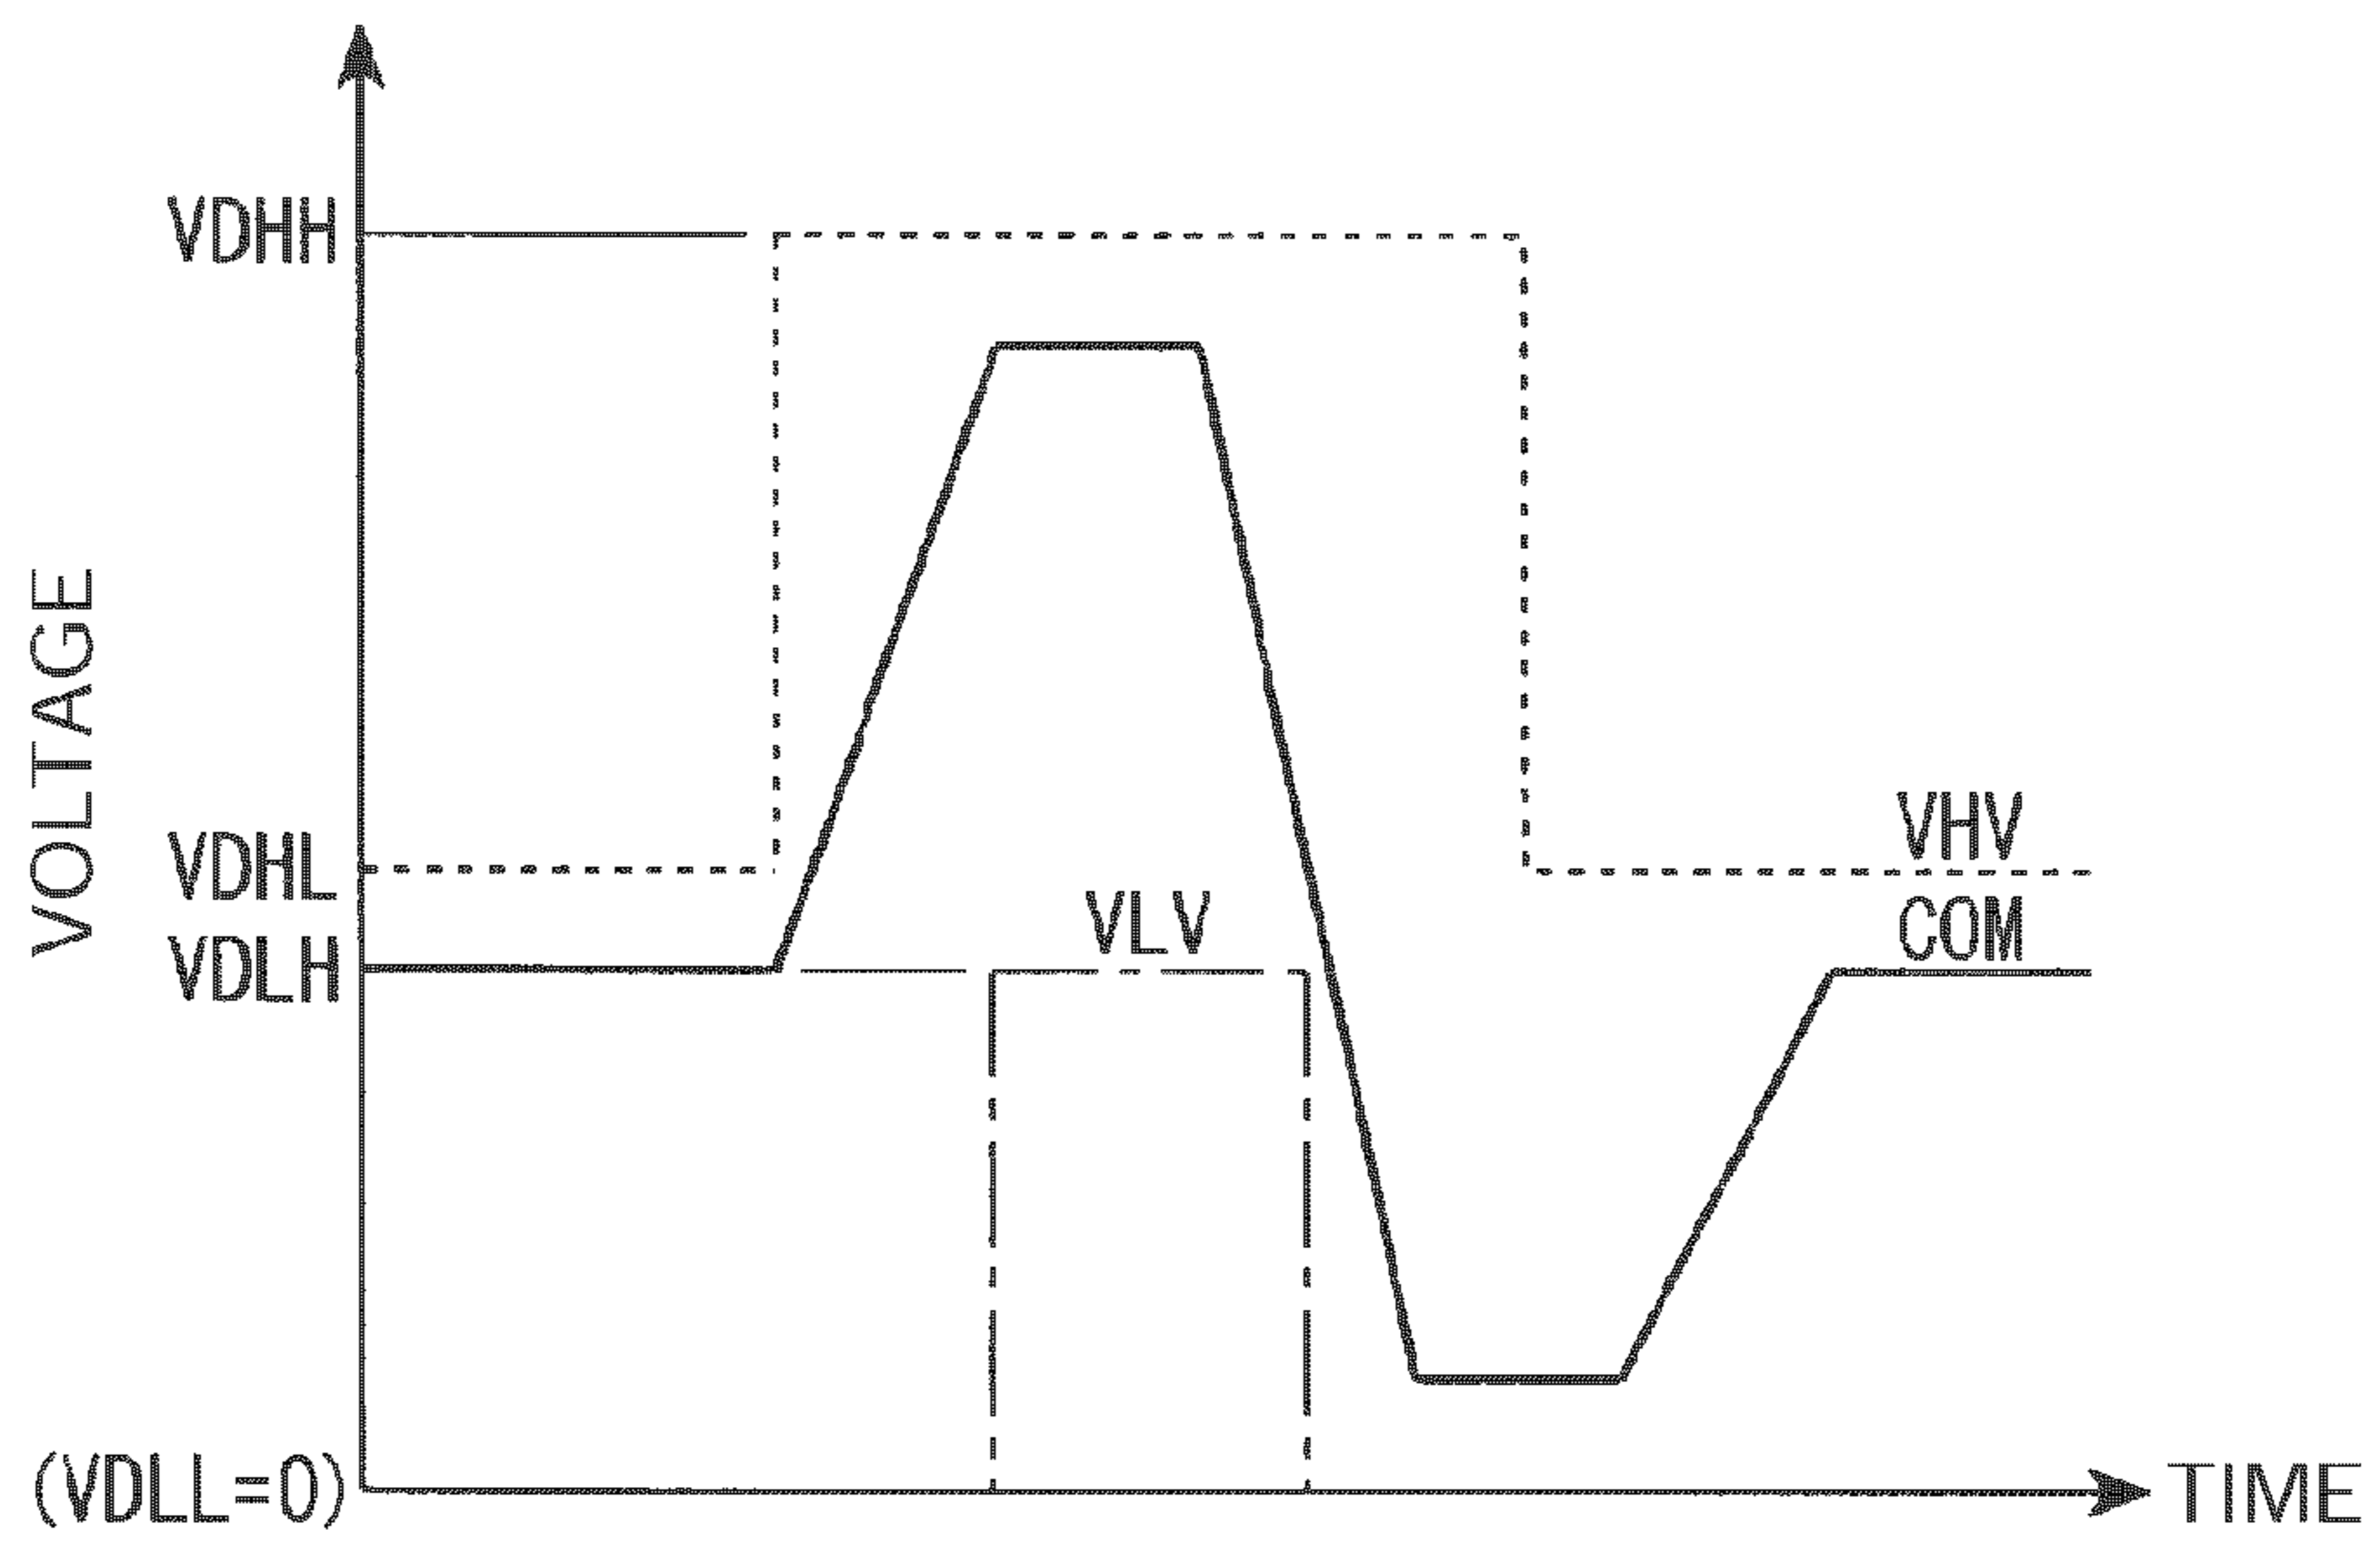 VDHH
VOLTAGE
VDHL
VHV
VLV
COM
VDLH
(VDLL=0)
TIME